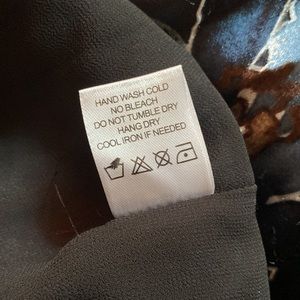 HAND WASH COLD
NO BLEACH
DO NOT TUMBLE DRY
HANG DRY
COOL IRON IF NEEDED